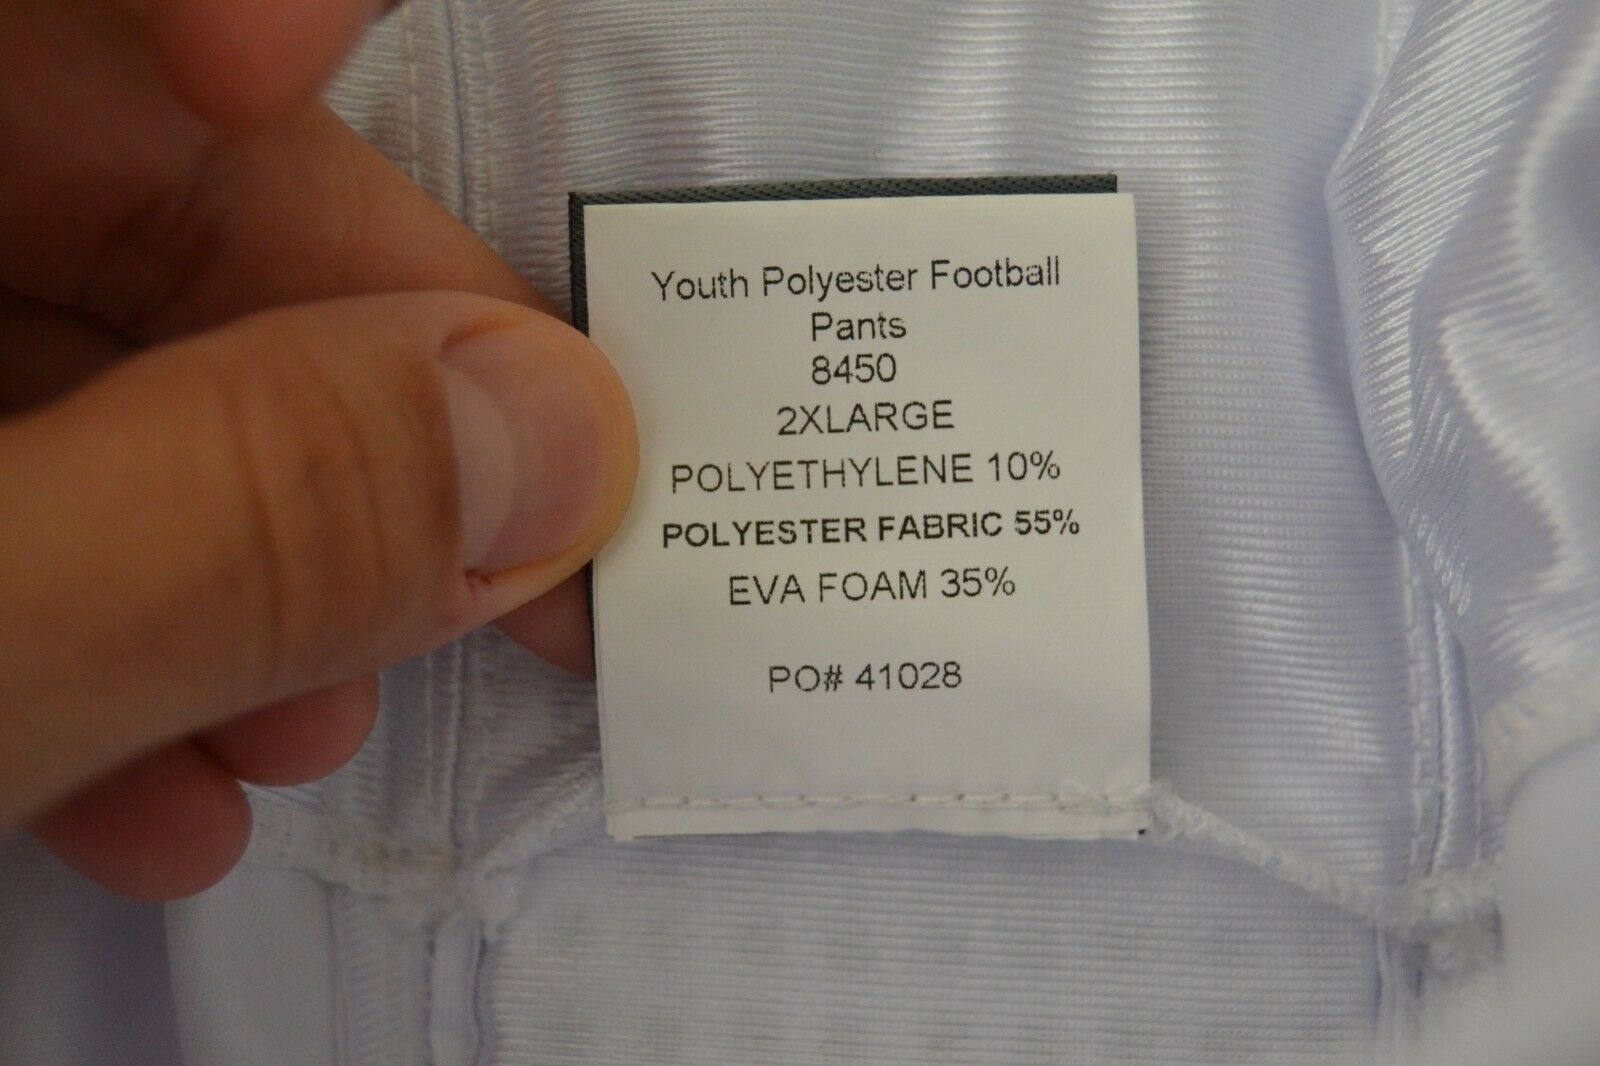 Youth Polyester Football
Pants
8450
2XLARGE
POLYETHYLENE 10%
POLYESTER FABRIC 55%
EVA FOAM 35%
PO# 41028